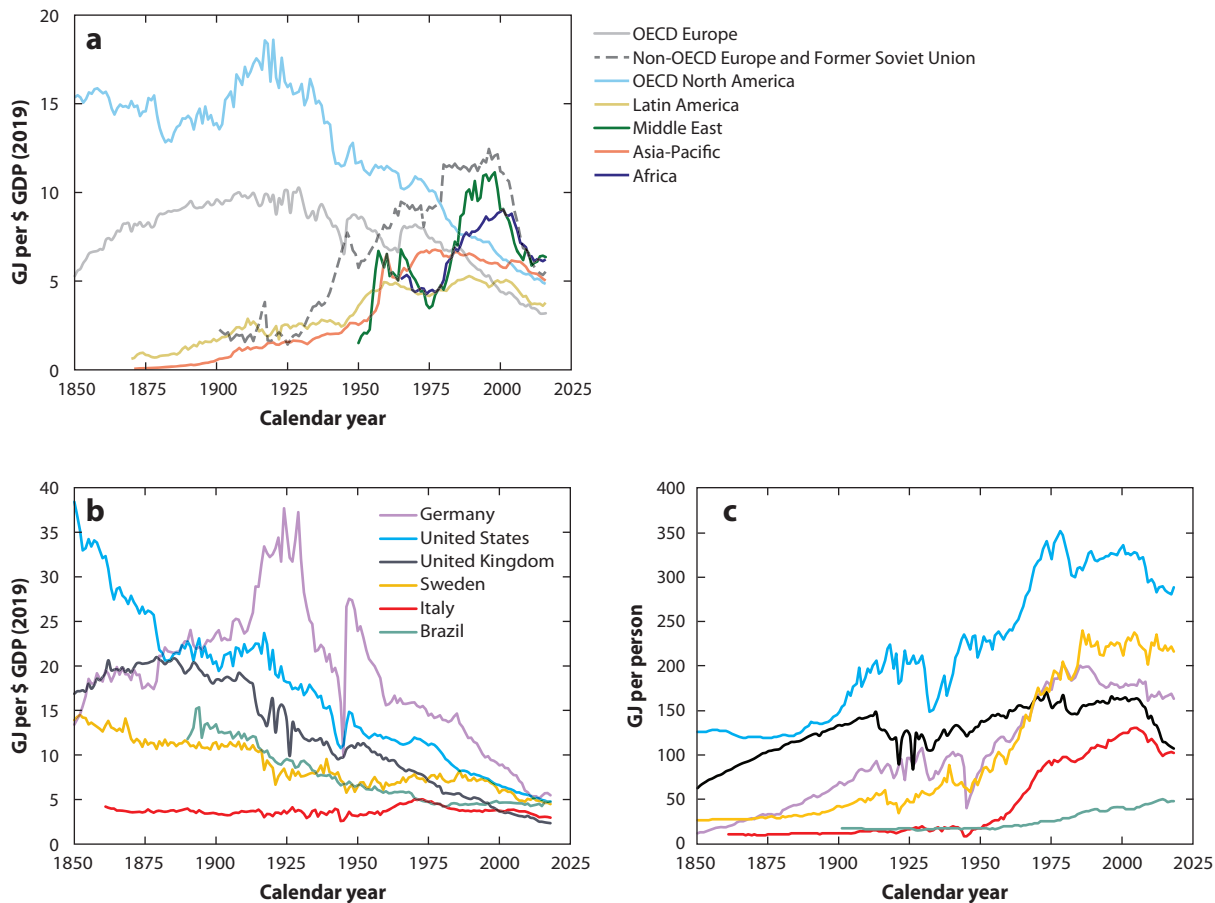 a
GJ per $ GDP (2019)
20
15
10
5
0
1850 1875 1900 1925 1950 1975 2000 2025
Calendar year
OECD Europe
Non-OECD Europe and Former Soviet Union
OECD North America
Latin America
Middle East
Asia-Pacific
Africa
b
GJ per $ GDP (2019)
40
35
30
25
20
15
10
5
0
1850 1875 1900 1925 1950 1975 2000 2025
Calendar year
Germany
United States
United Kingdom
Sweden
Italy
Brazil
c
GJ per person
400
350
300
250
200
150
100
50
0
1850 1875 1900 1925 1950 1975 2000 2025
Calendar year